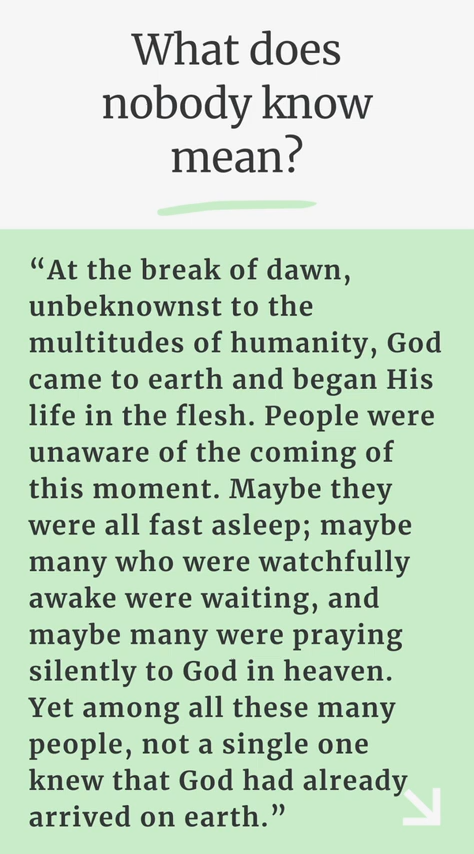 What does
nobody know
mean?
“At the break of dawn,
unbeknownst to the
multitudes of humanity, God
came to earth and began His
life in the flesh. People were
unaware of the coming of
this moment. Maybe they
were all fast asleep; maybe
many who were watchfully
awake were waiting, and
maybe many were praying
silently to God in heaven.
Yet among all these many
people, not a single one
knew that God had already
arrived on earth.”